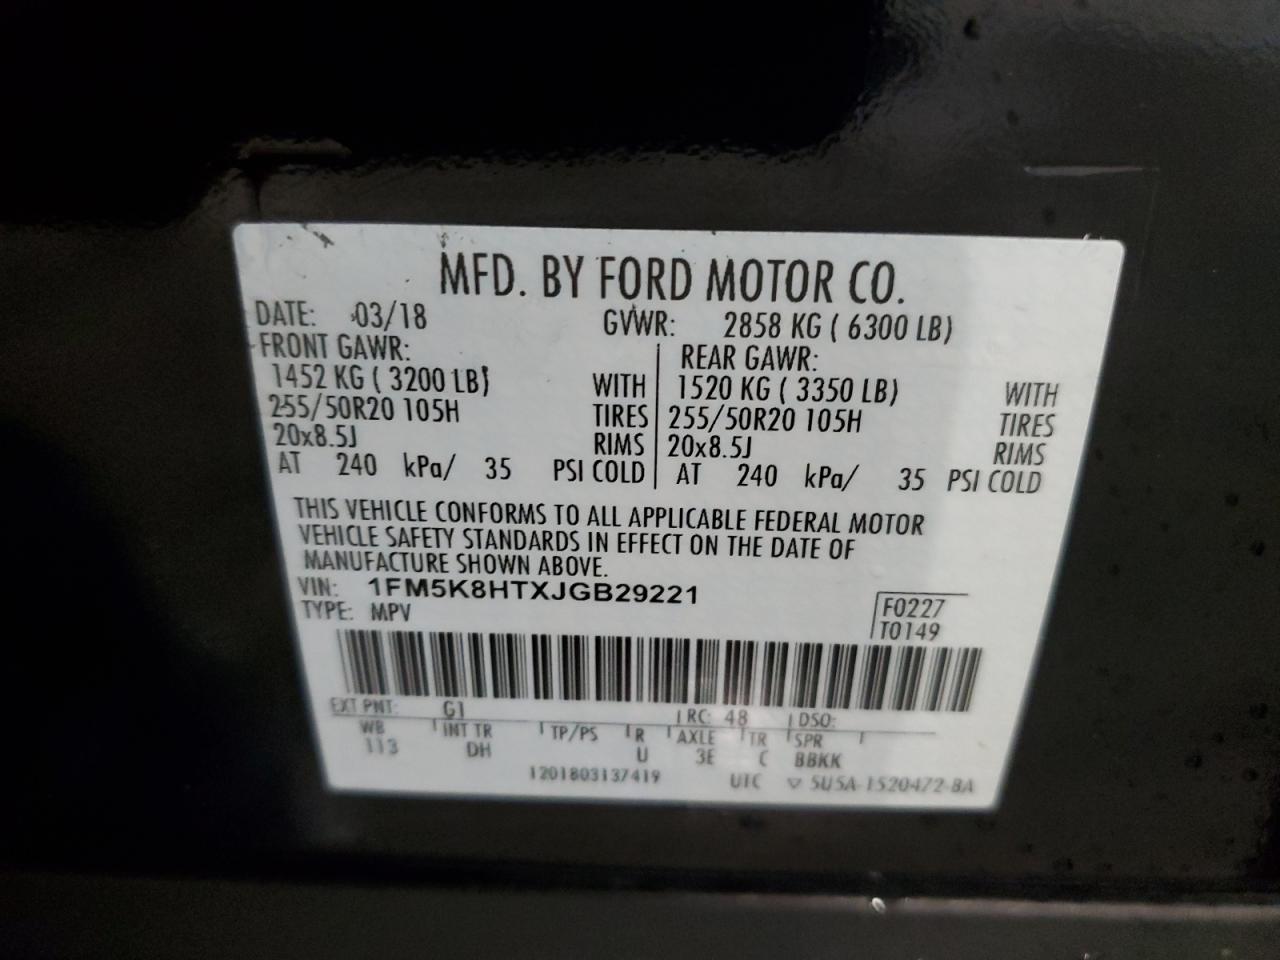 MFD. BY FORD MOTOR CO.
DATE: 03/18 GVWR: 2858 KG ( 6300 LB)
FRONT GAWR: REAR GAWR:
1452 KG ( 3200 LB) WITH 1520 KG ( 3350 LB) WITH
255/50R20 105H TIRES 255/50R20 105H TIRES
20x8.5J RIMS 20x8.5J RIMS
AT 240 kPa/ 35 PSI COLD AT 240 kPa/ 35 PSI COLD
THIS VEHICLE CONFORMS TO ALL APPLICABLE FEDERAL MOTOR
VEHICLE SAFETY STANDARDS IN EFFECT ON THE DATE OF
MANUFACTURE SHOWN ABOVE.
VIN: 1FM5K8HTXJGB29221
TYPE: MPV F0227
T0149
EXT PNT: G1 RC: 48 DSO:
WB INT TR TP/PS R AXLE TR SPR
113 DH U 3E C BBKK
1201803137419 UTC ▽ 5U5A-1520472-BA